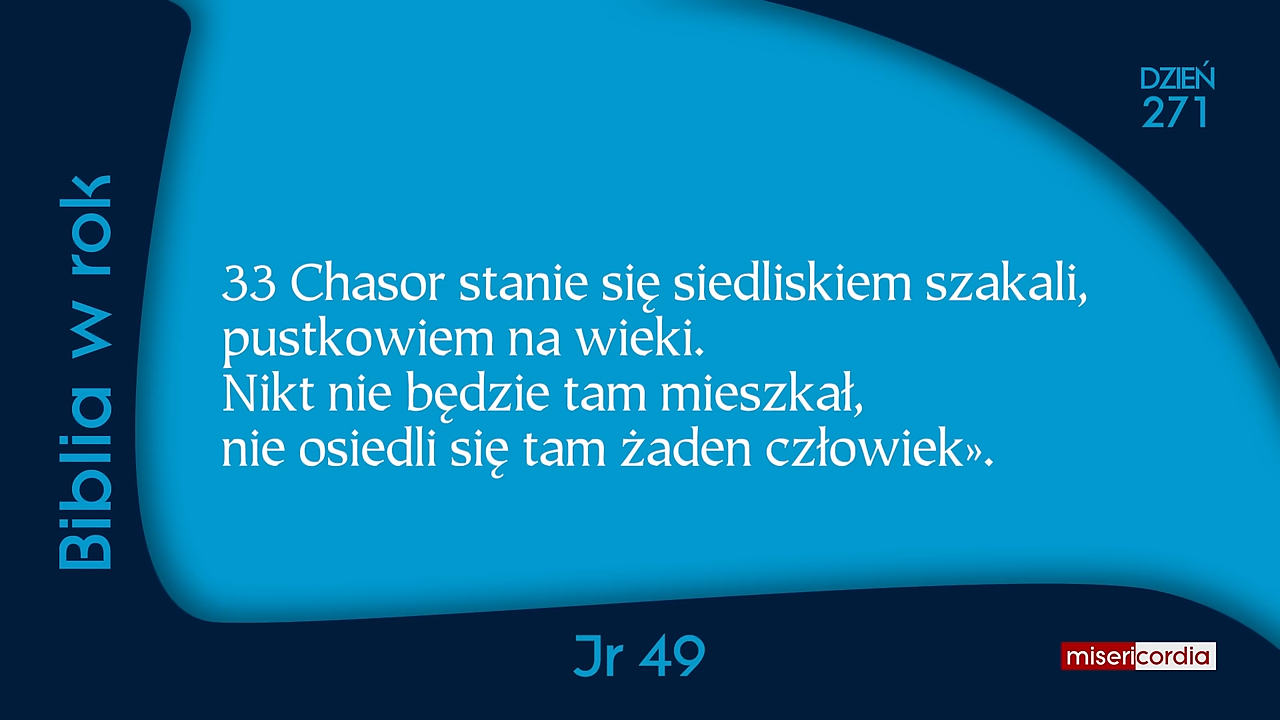 DZIEŃ
271
Biblia w rok
33 Chasor stanie się siedliskiem szakali,
pustkowiem na wieki.
Nikt nie będzie tam mieszkał,
nie osiedli się tam żaden człowiek».
Jr 49
misericordia